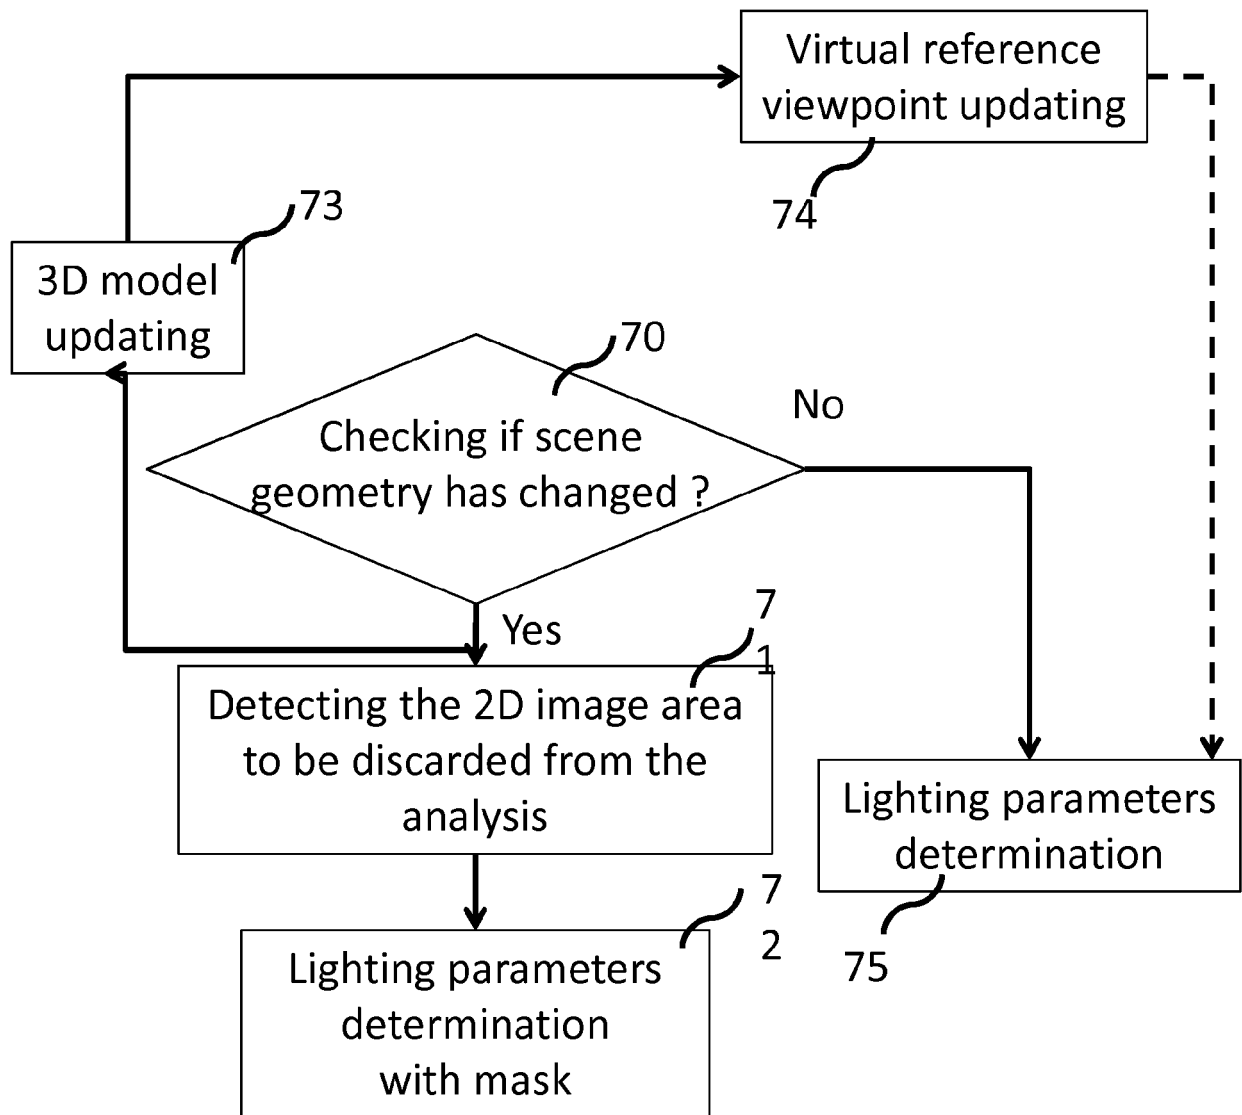 Virtual reference
viewpoint updating
74
73
3D model
updating
70
No
Checking if scene
geometry has changed ?
Yes
7
1
Detecting the 2D image area
to be discarded from the
analysis
Lighting parameters
determination
75
7
2
Lighting parameters
determination
with mask